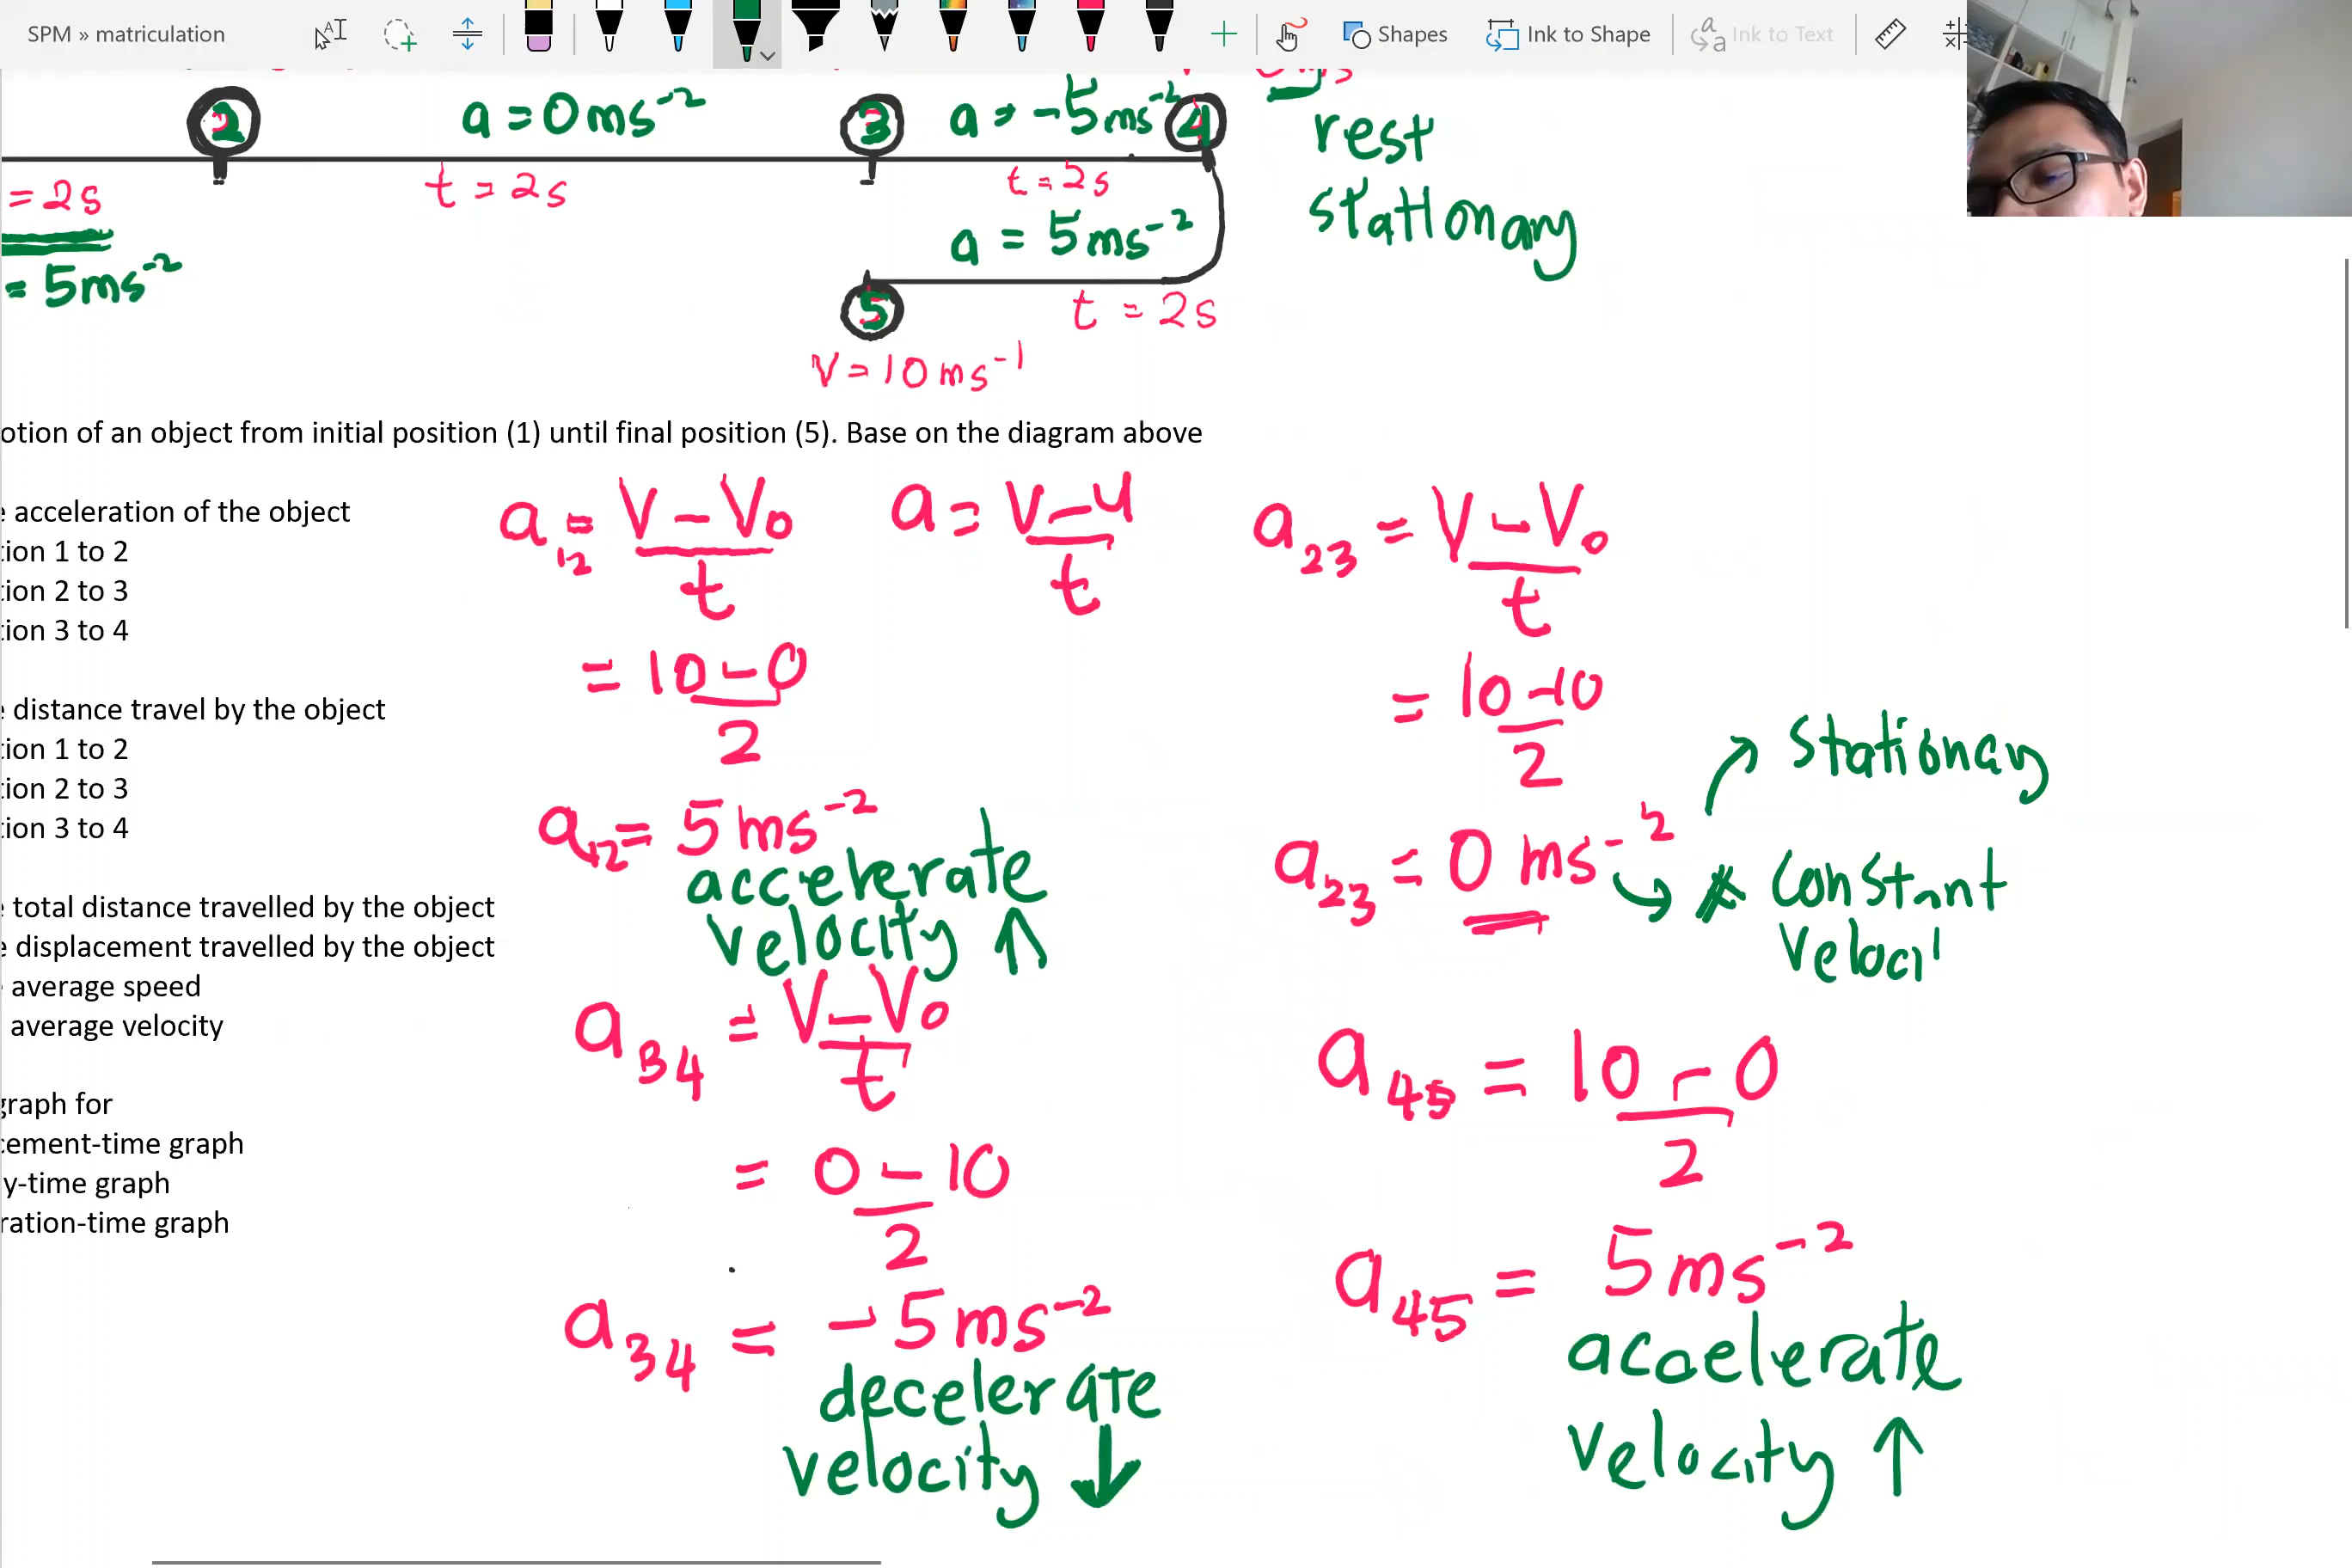 SPM » matriculation
Shapes
Ink to Shape
Ink to Text
2
a = 0 ms⁻²
3
a = -5 ms⁻²
4
rest
stationary
= 2s
t = 2s
t = 2s
a = 5 ms⁻²
= 5 ms⁻²
5
t = 2s
V = 10 ms⁻¹
otion of an object from initial position (1) until final position (5). Base on the diagram above
acceleration of the object
ion 1 to 2
ion 2 to 3
ion 3 to 4
distance travel by the object
ion 1 to 2
ion 2 to 3
ion 3 to 4
total distance travelled by the object
displacement travelled by the object
average speed
average velocity
graph for
cement-time graph
y-time graph
ration-time graph
a₁₂ = V - V₀
t
= 10 - 0
2
a₁₂ = 5 ms⁻²
accelerate
velocity ↑
a = V - u
t
a₂₃ = V - V₀
t
= 10 - 10
2
a₂₃ = 0 ms⁻²
stationary
* constant
veloci
a₃₄ = V - V₀
t
= 0 - 10
2
a₃₄ = -5 ms⁻²
decelerate
velocity ↓
a₄₅ = 10 - 0
2
a₄₅ = 5 ms⁻²
accelerate
velocity ↑